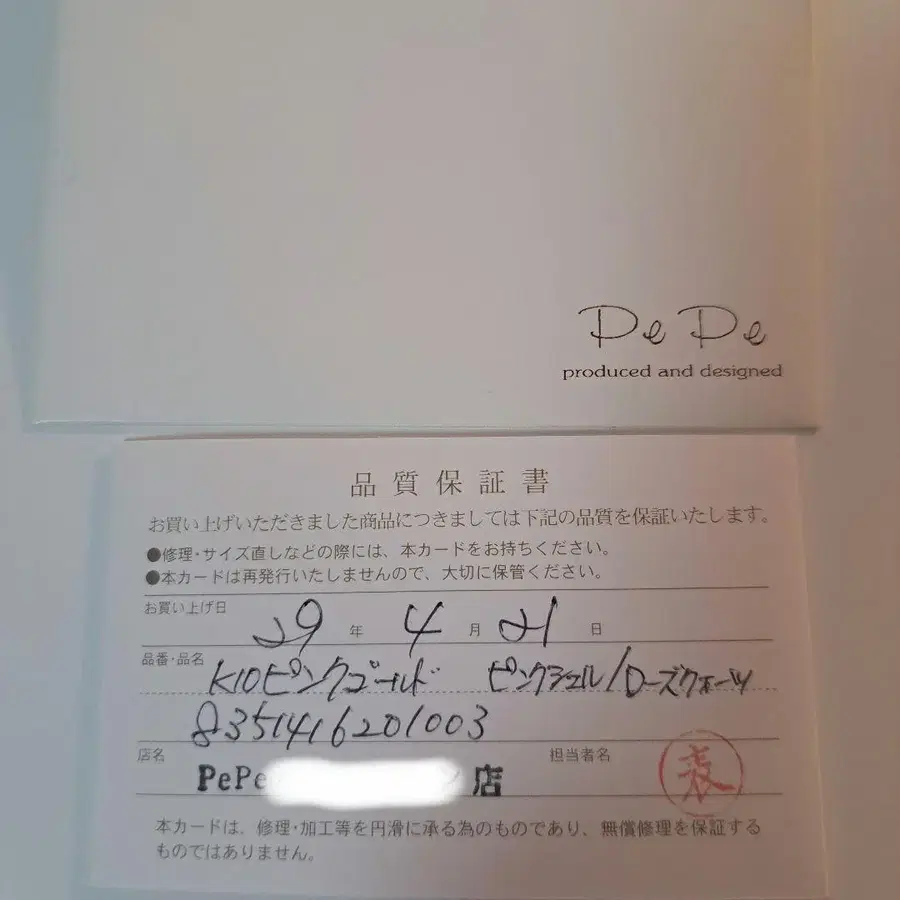 PePe
produced and designed
品質保証書
お買い上げいただきました商品につきましては下記の品質を保証いたします。
●修理・サイズ直しなどの際には、本カードをお持ちください。
●本カードは再発行いたしませんので、大切に保管ください。
お買い上げ日
29年 4月 21日
品番・品名
K10ピンクゴールド ピンクシェル/ローズクォーツ
8351416201003
店名 PePe 店 担当者名
本カードは、修理・加工等を円滑に承る為のものであり、無償修理を保証する
ものではありません。